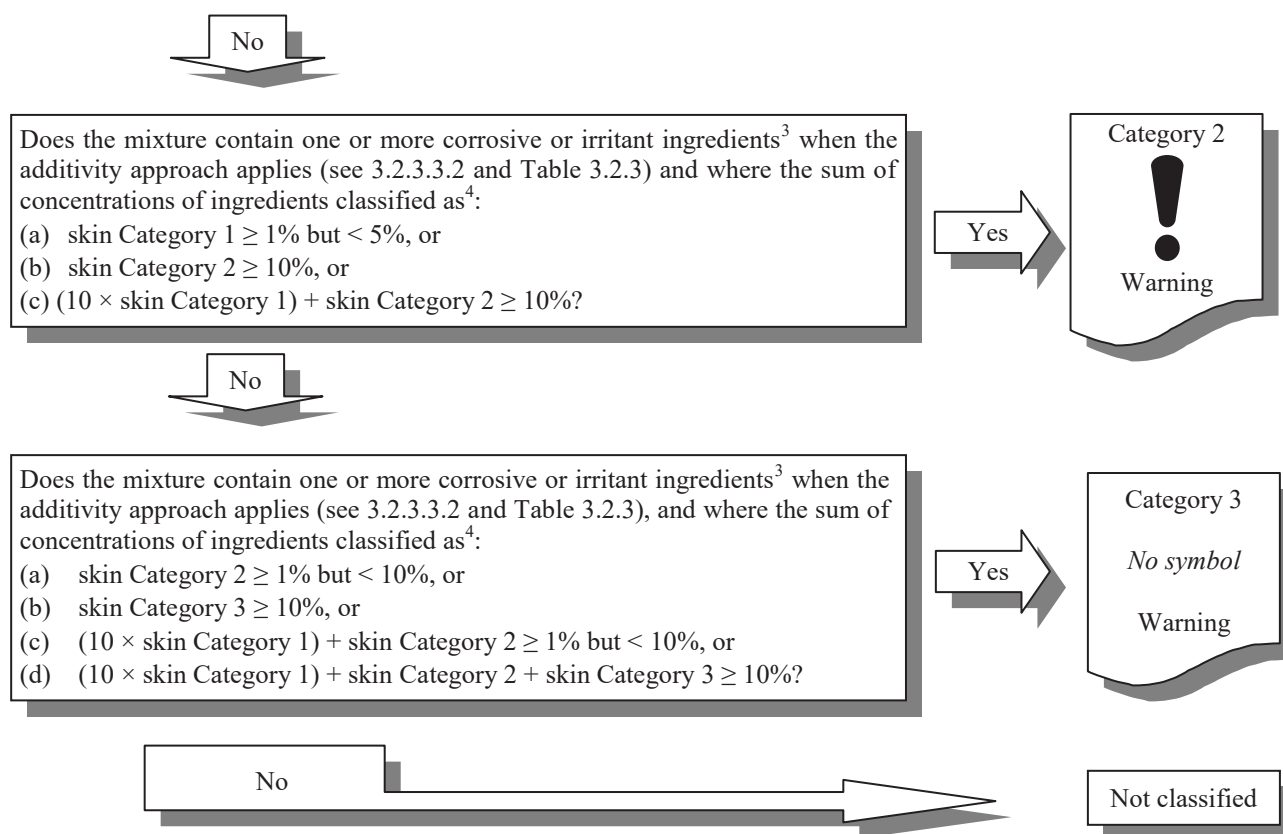 No
Does the mixture contain one or more corrosive or irritant ingredients³ when the
additivity approach applies (see 3.2.3.3.2 and Table 3.2.3) and where the sum of
concentrations of ingredients classified as⁴:
(a) skin Category 1 ≥ 1% but < 5%, or
(b) skin Category 2 ≥ 10%, or
(c) (10 × skin Category 1) + skin Category 2 ≥ 10%?
Yes
Category 2
Warning
No
Does the mixture contain one or more corrosive or irritant ingredients³ when the
additivity approach applies (see 3.2.3.3.2 and Table 3.2.3), and where the sum of
concentrations of ingredients classified as⁴:
(a) skin Category 2 ≥ 1% but < 10%, or
(b) skin Category 3 ≥ 10%, or
(c) (10 × skin Category 1) + skin Category 2 ≥ 1% but < 10%, or
(d) (10 × skin Category 1) + skin Category 2 + skin Category 3 ≥ 10%?
Yes
Category 3
No symbol
Warning
No
Not classified